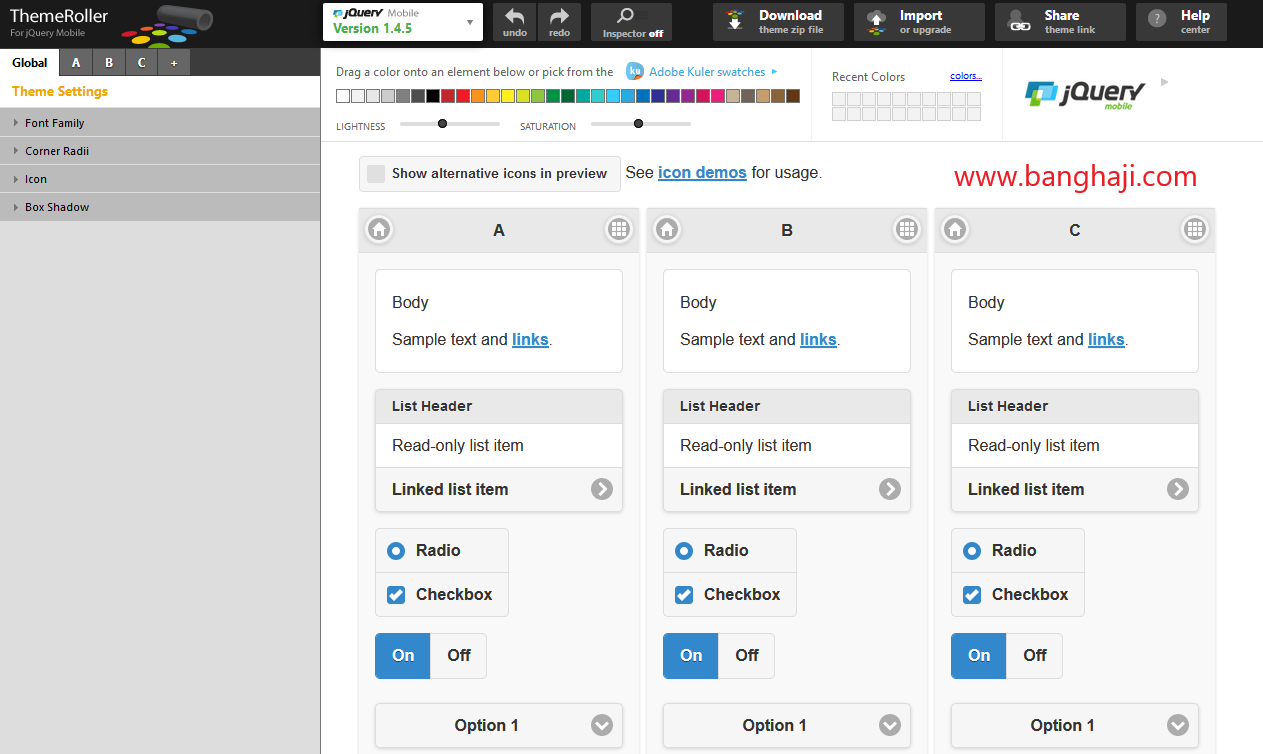 ThemeRoller
For jQuery Mobile
jQuery Mobile
Version 1.4.5
undo
redo
Inspector off
Download
theme zip file
Import
or upgrade
Share
theme link
Help
center
Global A B C +
Theme Settings
Font Family
Corner Radii
Icon
Box Shadow
Drag a color onto an element below or pick from the ku Adobe Kuler swatches
LIGHTNESS
SATURATION
Recent Colors
colors...
jQuery
mobile
Show alternative icons in preview
See icon demos for usage.
www.banghaji.com
A
Body
Sample text and links.
List Header
Read-only list item
Linked list item
Radio
Checkbox
On Off
Option 1
B
Body
Sample text and links.
List Header
Read-only list item
Linked list item
Radio
Checkbox
On Off
Option 1
C
Body
Sample text and links.
List Header
Read-only list item
Linked list item
Radio
Checkbox
On Off
Option 1